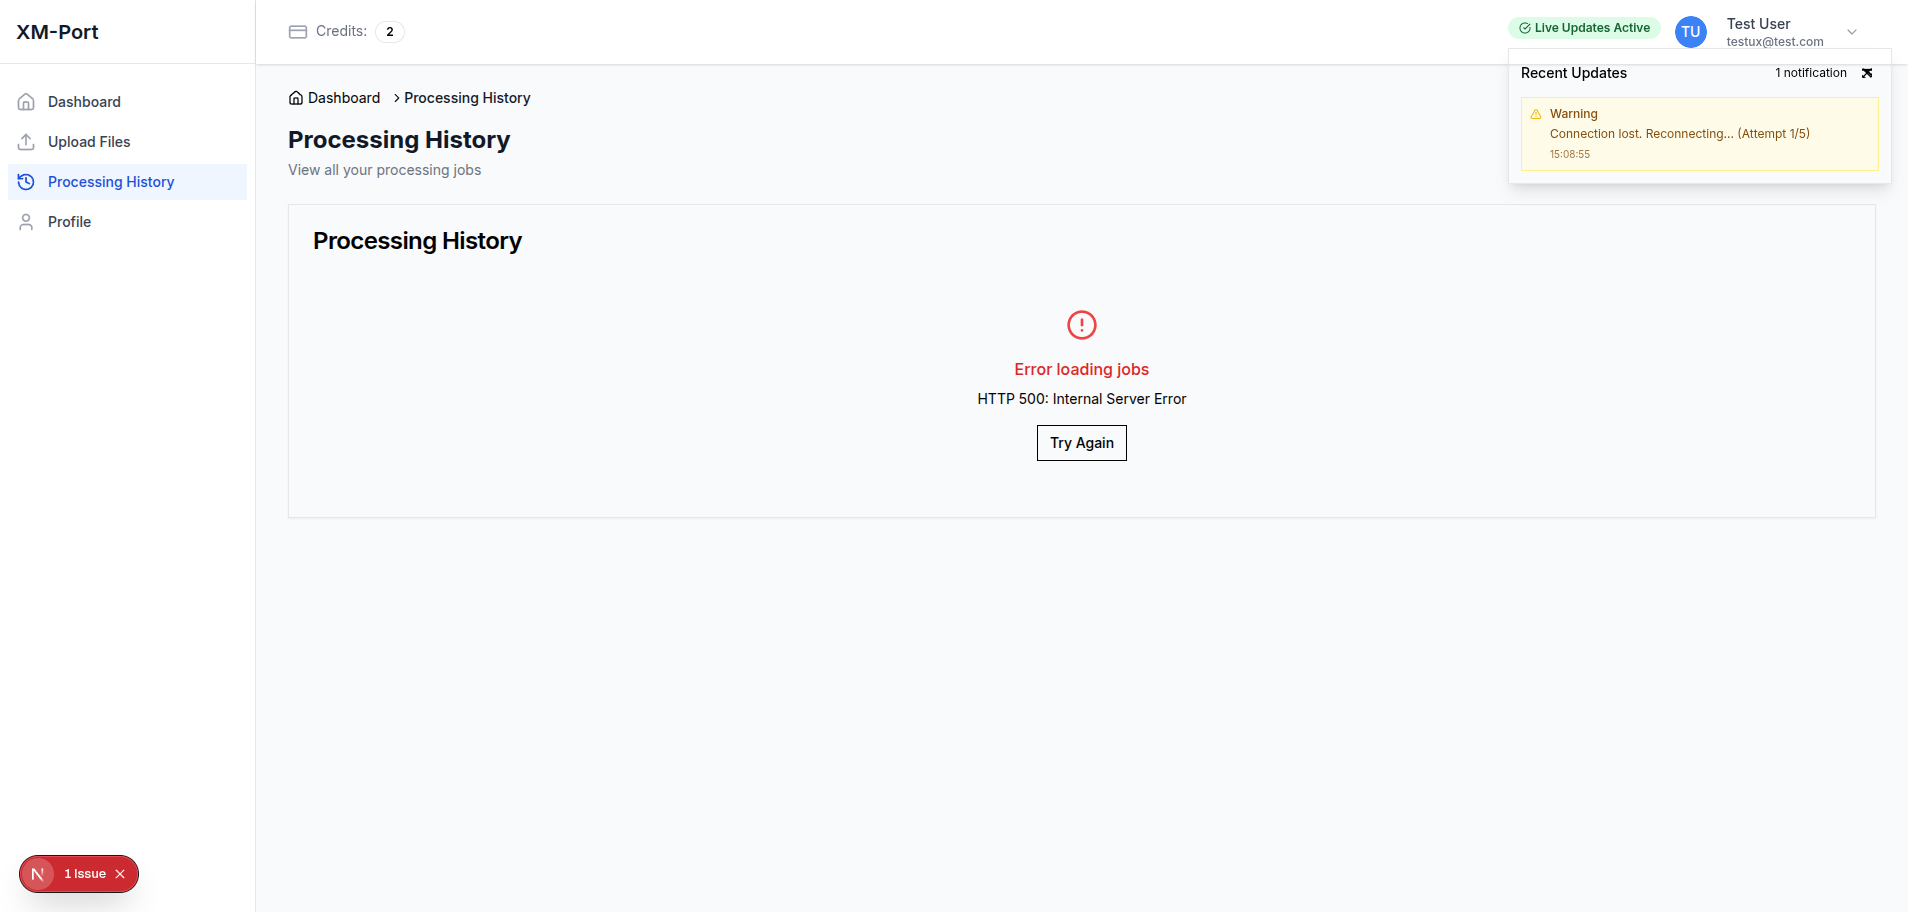 XM-Port
Dashboard
Upload Files
Processing History
Profile
Credits: 2
Live Updates Active
TU
Test User
testux@test.com
Recent Updates
1 notification
Warning
Connection lost. Reconnecting... (Attempt 1/5)
15:08:55
Dashboard Processing History
Processing History
View all your processing jobs
Processing History
Error loading jobs
HTTP 500: Internal Server Error
Try Again
N 1 Issue